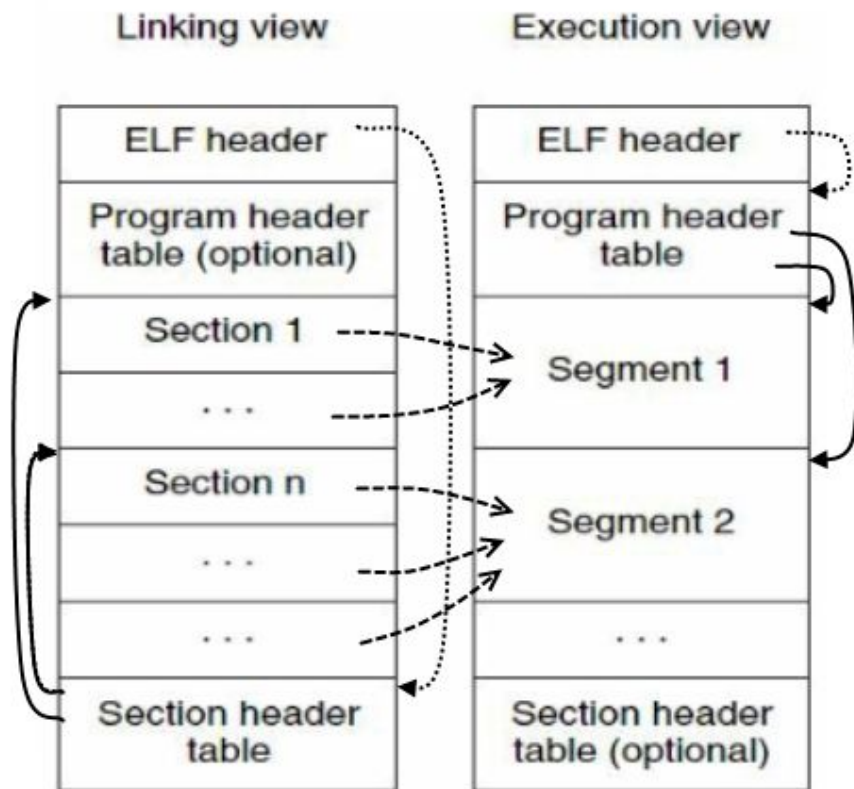 Linking view
ELF header
Program header
table (optional)
Section 1
. . .
Section n
. . .
. . .
Section header
table
Execution view
ELF header
Program header
table
Segment 1
Segment 2
. . .
Section header
table (optional)